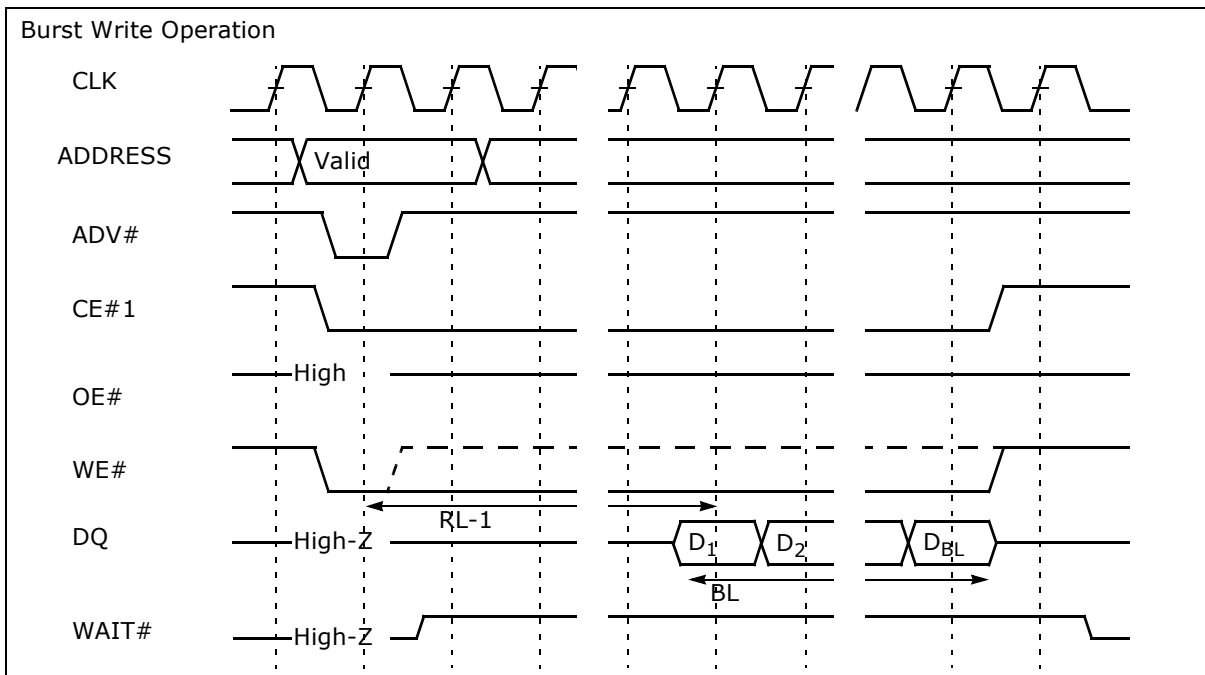 Burst Write Operation
CLK
ADDRESS
Valid
ADV#
CE#1
High
OE#
WE#
RL-1
DQ
High-Z
D1
D2
DBL
BL
WAIT#
High-Z